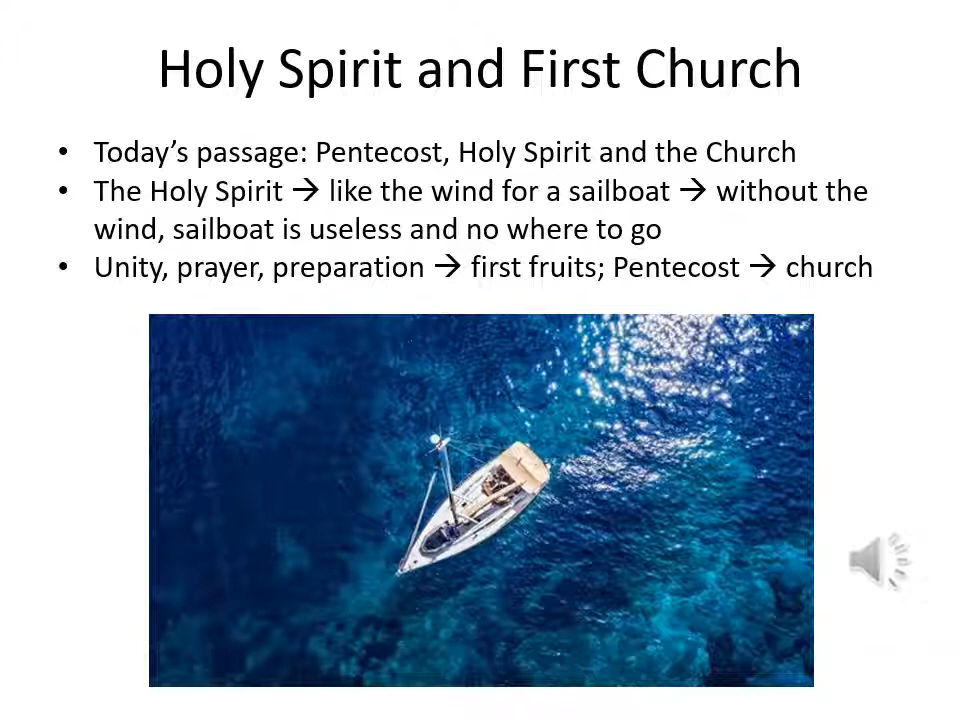 Holy Spirit and First Church
• Today’s passage: Pentecost, Holy Spirit and the Church
• The Holy Spirit → like the wind for a sailboat → without the
wind, sailboat is useless and no where to go
• Unity, prayer, preparation → first fruits; Pentecost → church